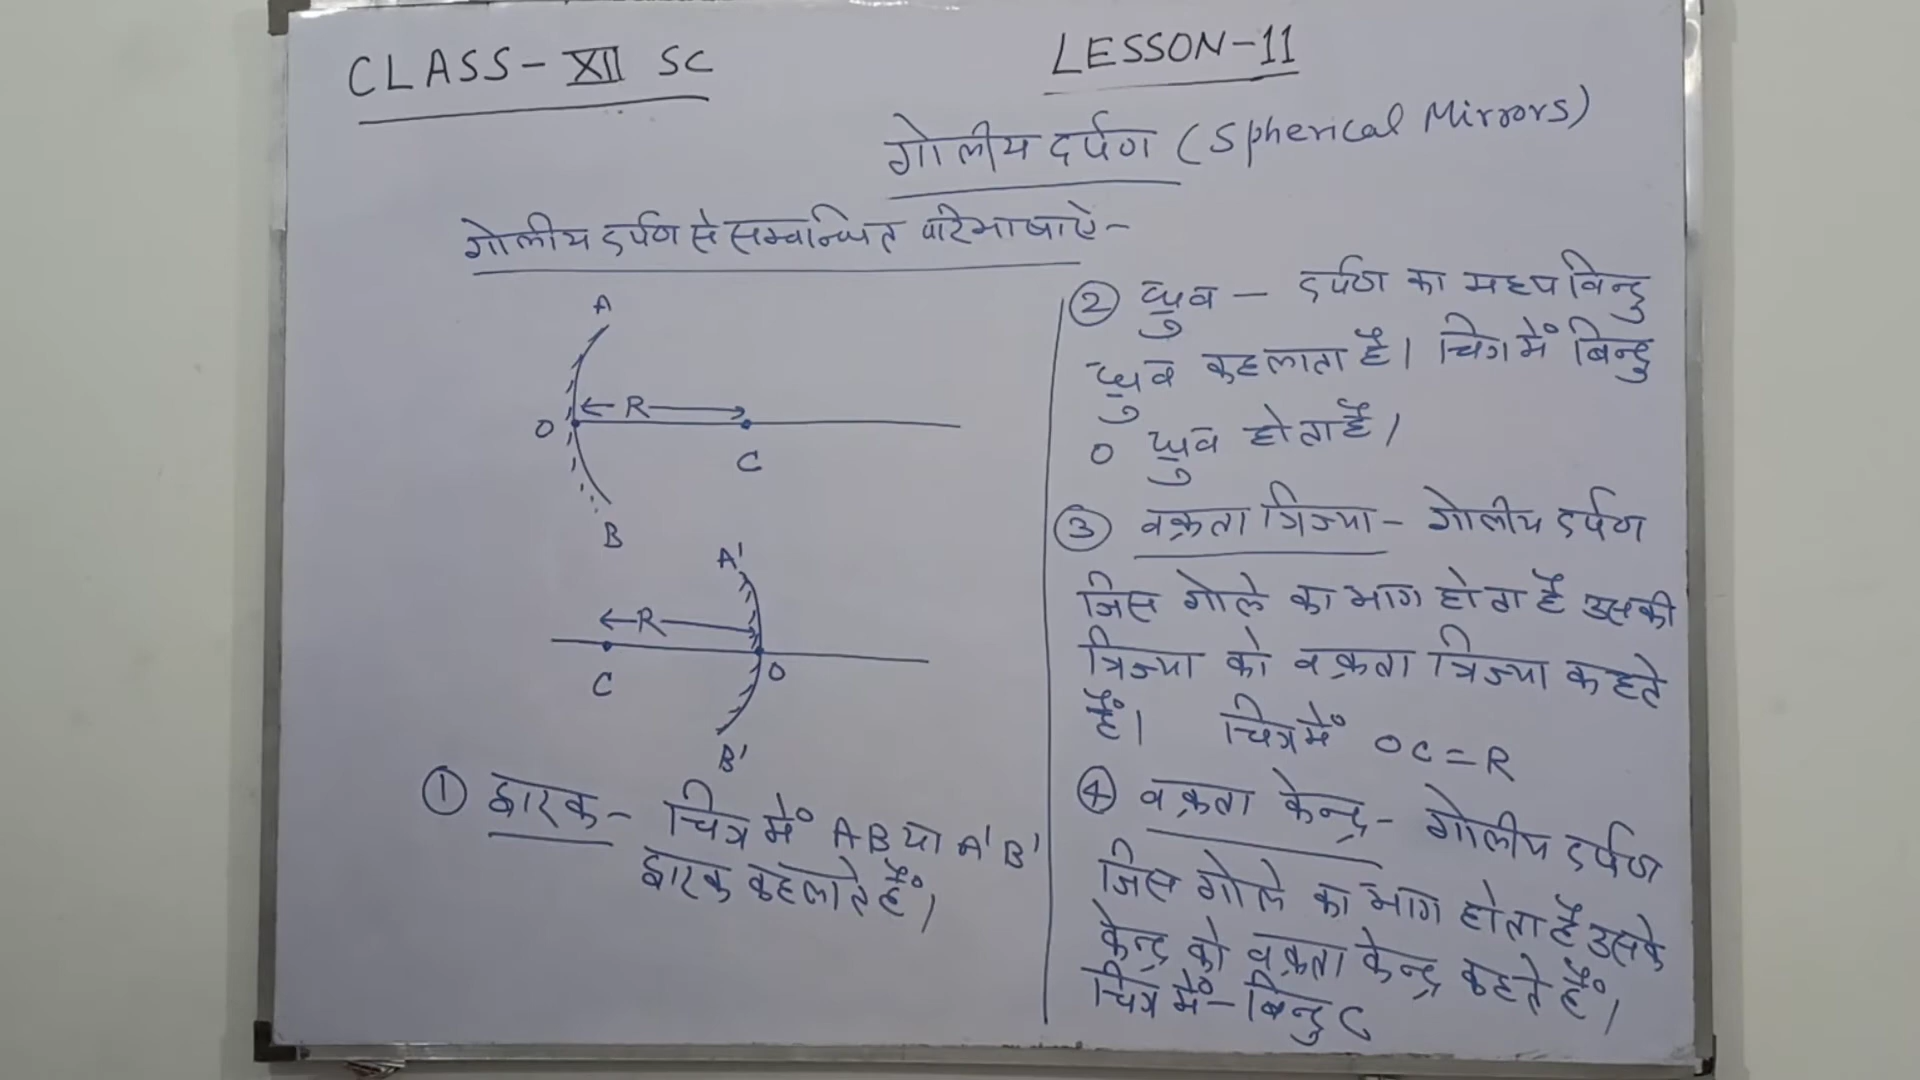 CLASS-XII SC
LESSON-11
गोलीय दर्पण (Spherical Mirrors)
गोलीय दर्पण से सम्बन्धित परिभाषाऐ-
A
R
O
C
B
A'
R
C
O
B'
① द्वारक- चित्र में AB या A'B'
द्वारक कहलाते हैं।
② ध्रुव - दर्पण का मध्य विन्दु
ध्रुव कहलाता है। चित्र में बिन्दु
O ध्रुव होता है।
③ वक्रता त्रिज्या - गोलीय दर्पण
जिस गोले का भाग होता है उसकी
त्रिज्या को वक्रता त्रिज्या कहते
हैं। चित्र में OC=R
④ वक्रता केन्द्र- गोलीय दर्पण
जिस गोले का भाग होता है उसके
केन्द्र को वक्रता केन्द्र कहते हैं।
चित्र में- बिन्दु C